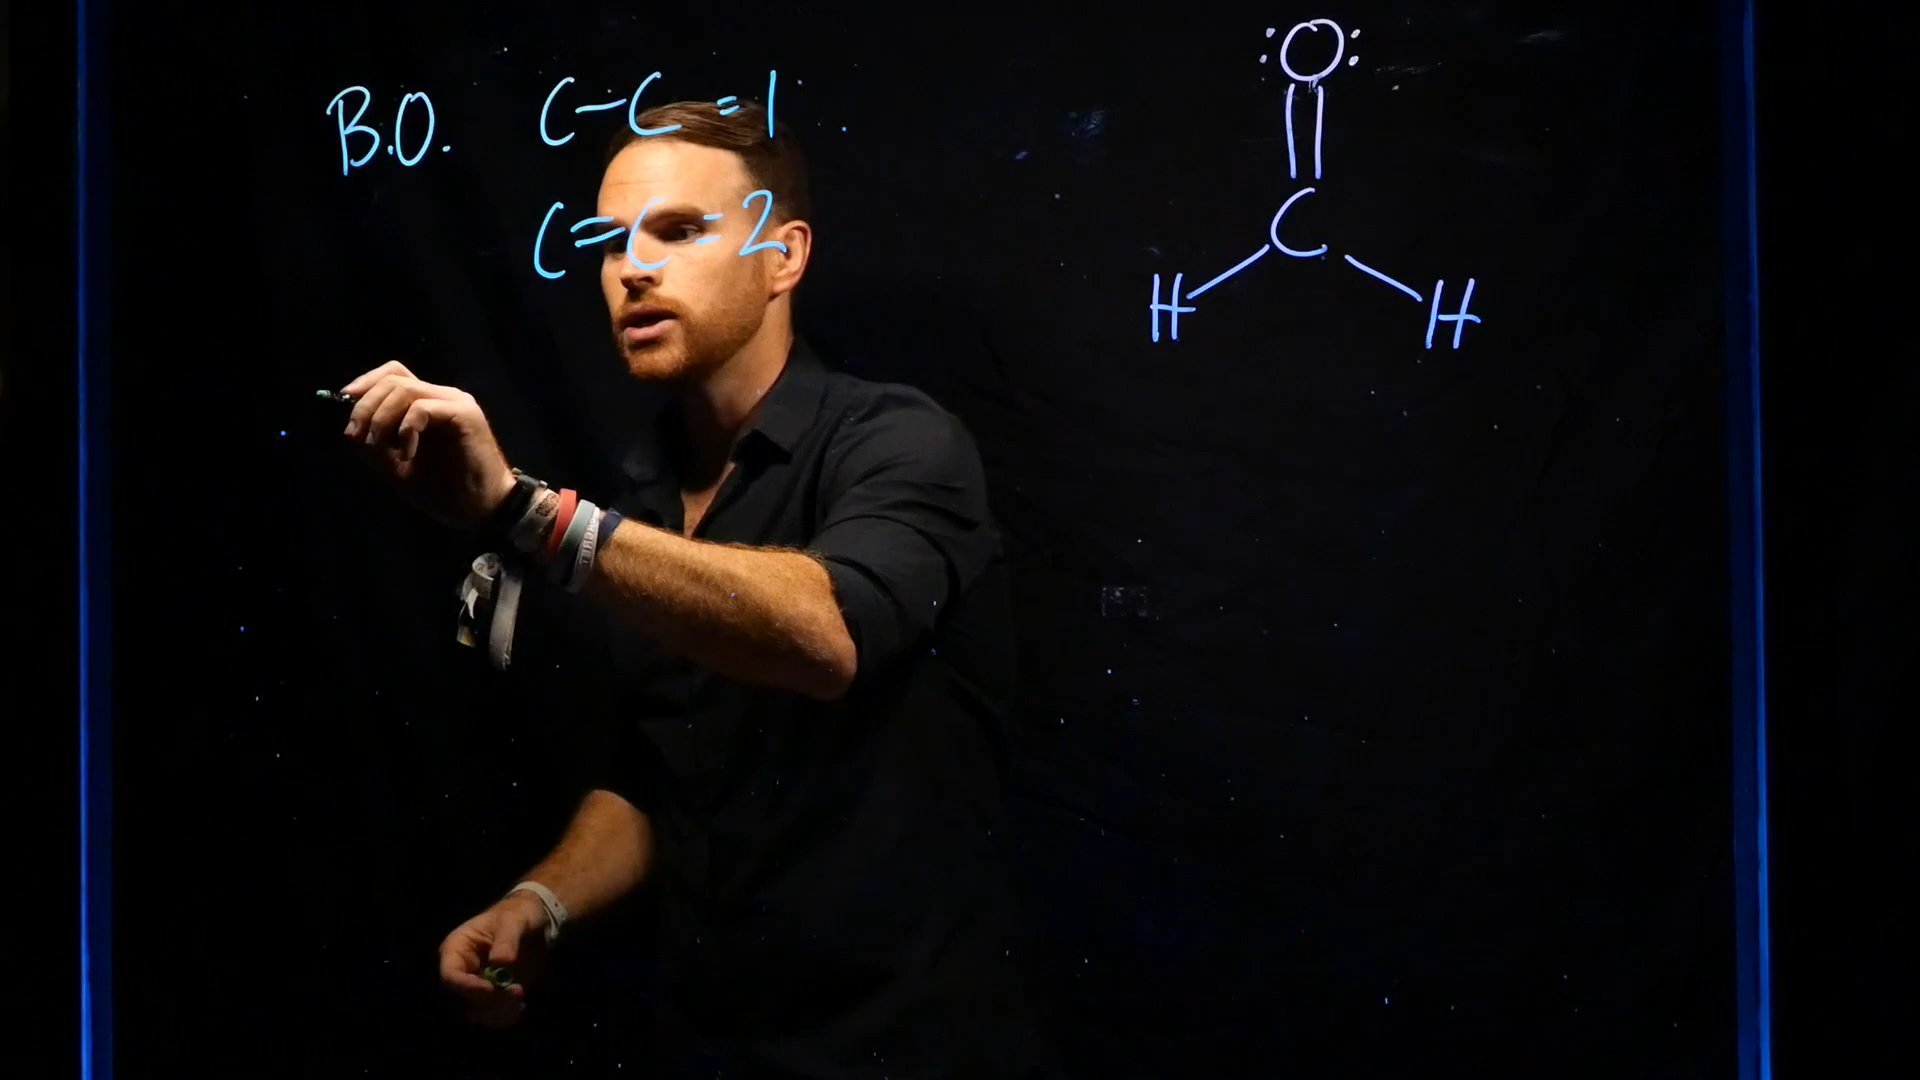 B.O. C-C =1
C=C =2
:O:
C
H H